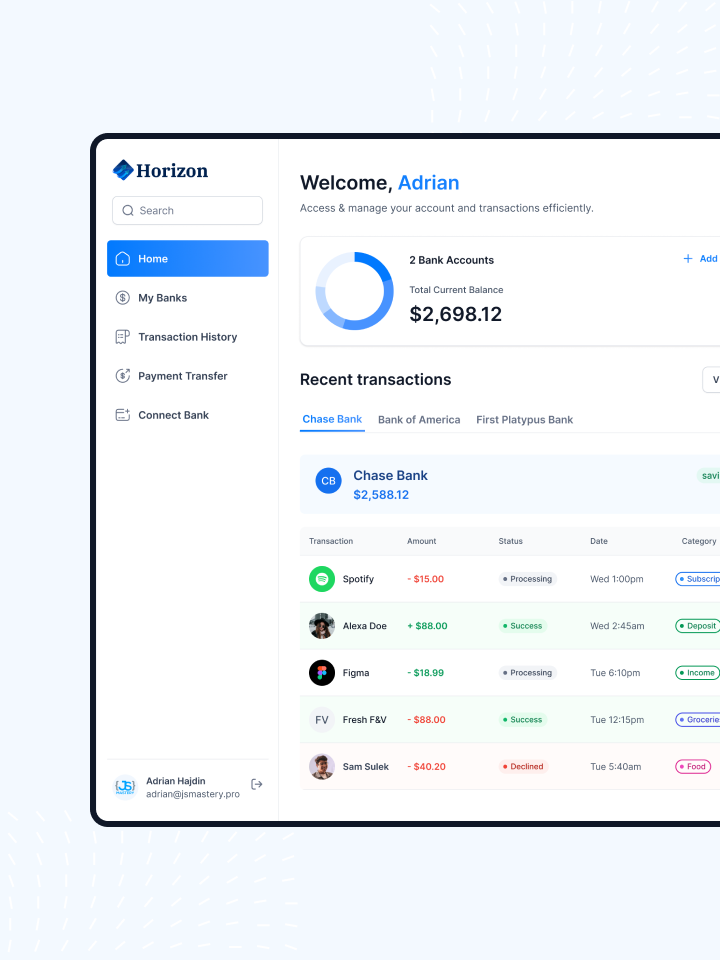 Horizon
Search
Home
My Banks
Transaction History
Payment Transfer
Connect Bank
{JS}
MASTERY
Adrian Hajdin
adrian@jsmastery.pro
Welcome, Adrian
Access & manage your account and transactions efficiently.
2 Bank Accounts
Add
Total Current Balance
$2,698.12
Recent transactions
V
Chase Bank Bank of America First Platypus Bank
CB
Chase Bank
savi
$2,588.12
Transaction Amount Status Date Category
Spotify - $15.00 Processing Wed 1:00pm Subscrip
Alexa Doe + $88.00 Success Wed 2:45am Deposit
Figma - $18.99 Processing Tue 6:10pm Income
FV Fresh F&V - $88.00 Success Tue 12:15pm Grocerie
Sam Sulek - $40.20 Declined Tue 5:40am Food